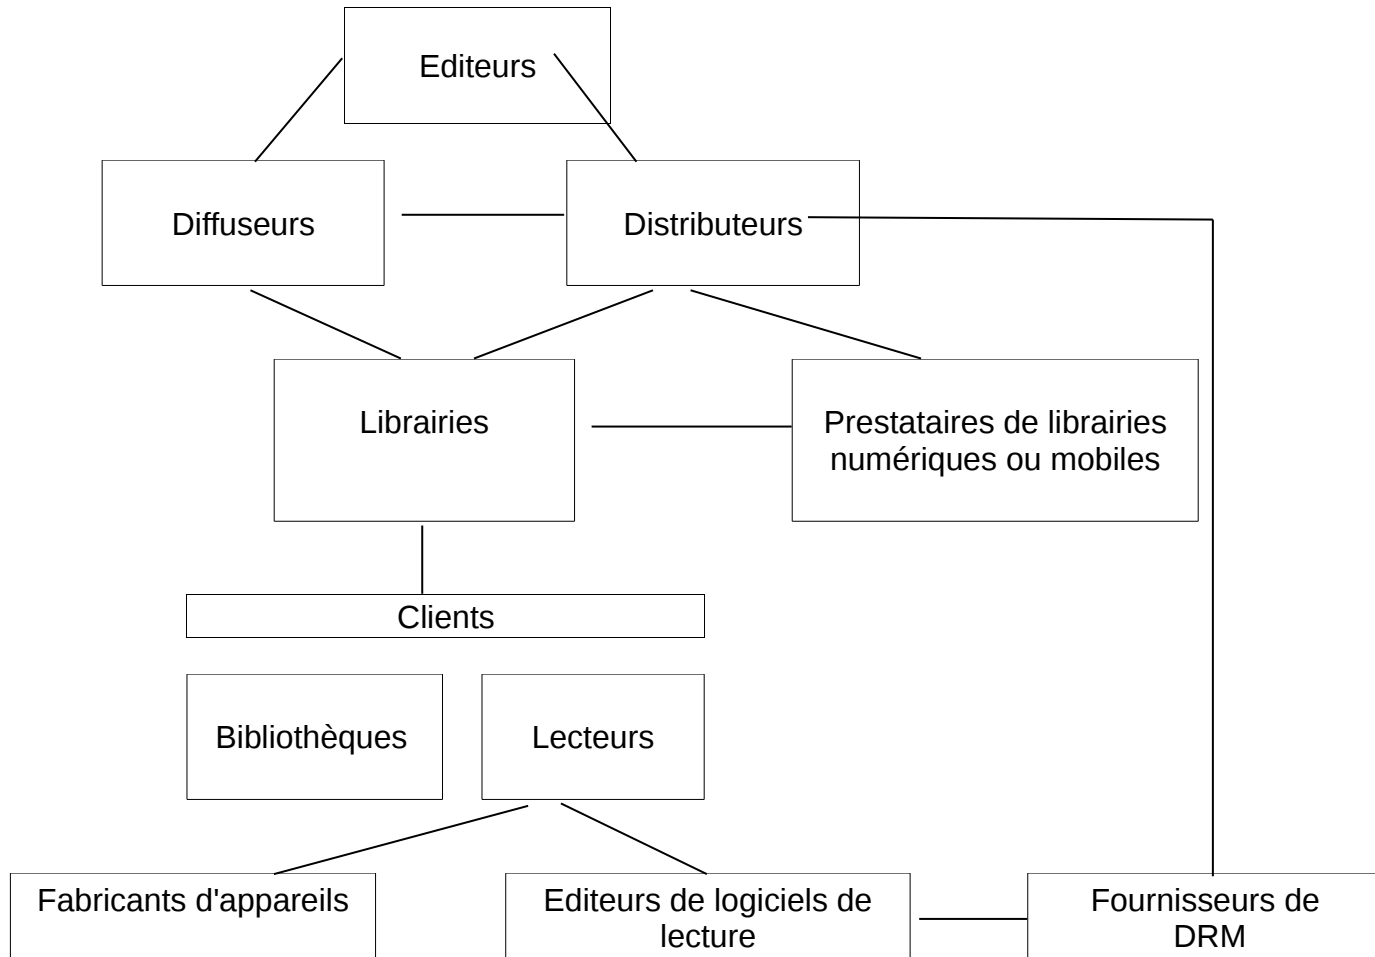 Editeurs
Diffuseurs
Distributeurs
Librairies
Prestataires de librairies
numériques ou mobiles
Clients
Bibliothèques
Lecteurs
Fabricants d'appareils
Editeurs de logiciels de
lecture
Fournisseurs de
DRM